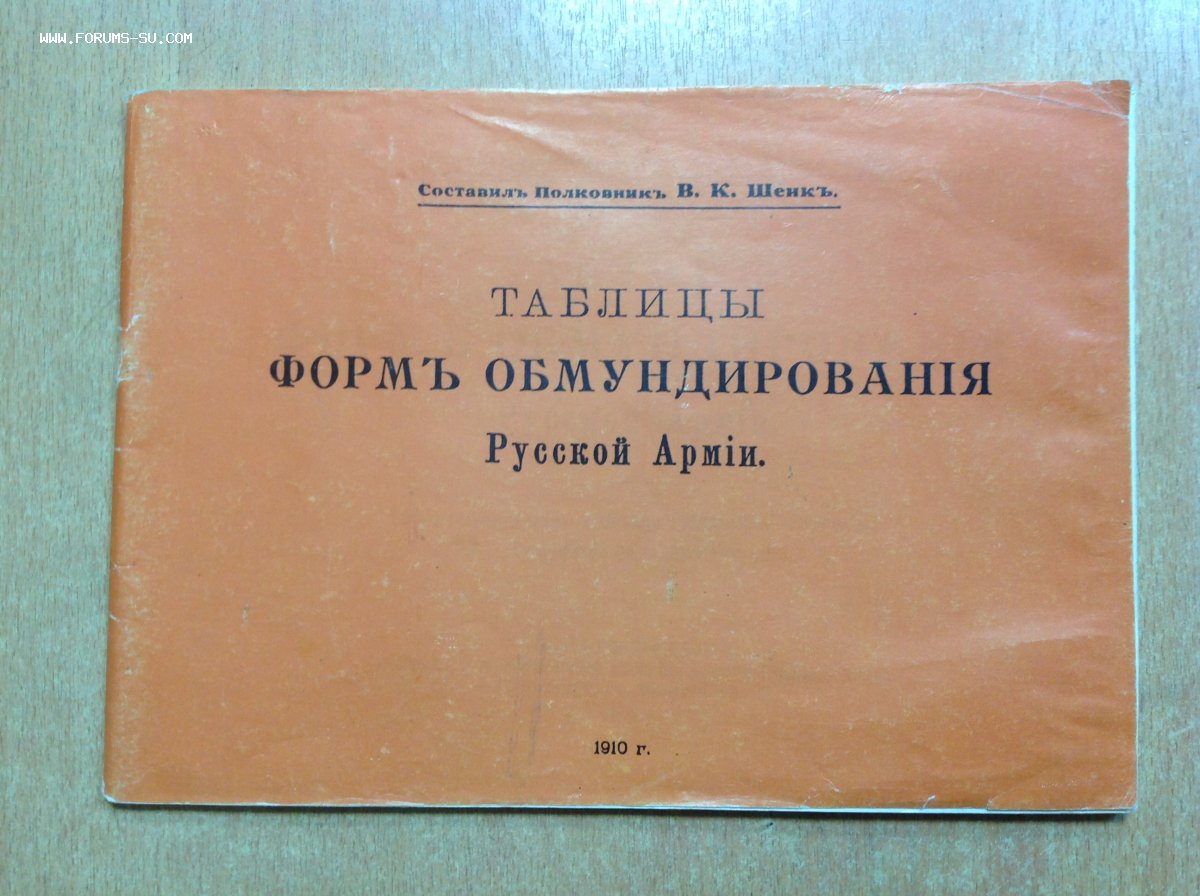 WWW.FORUMS-SU.COM
Составилъ Полковникъ В. К. Шенкъ.
ТАБЛИЦЫ
ФОРМЪ ОБМУНДИРОВАНІЯ
Русской Арміи.
1910 г.